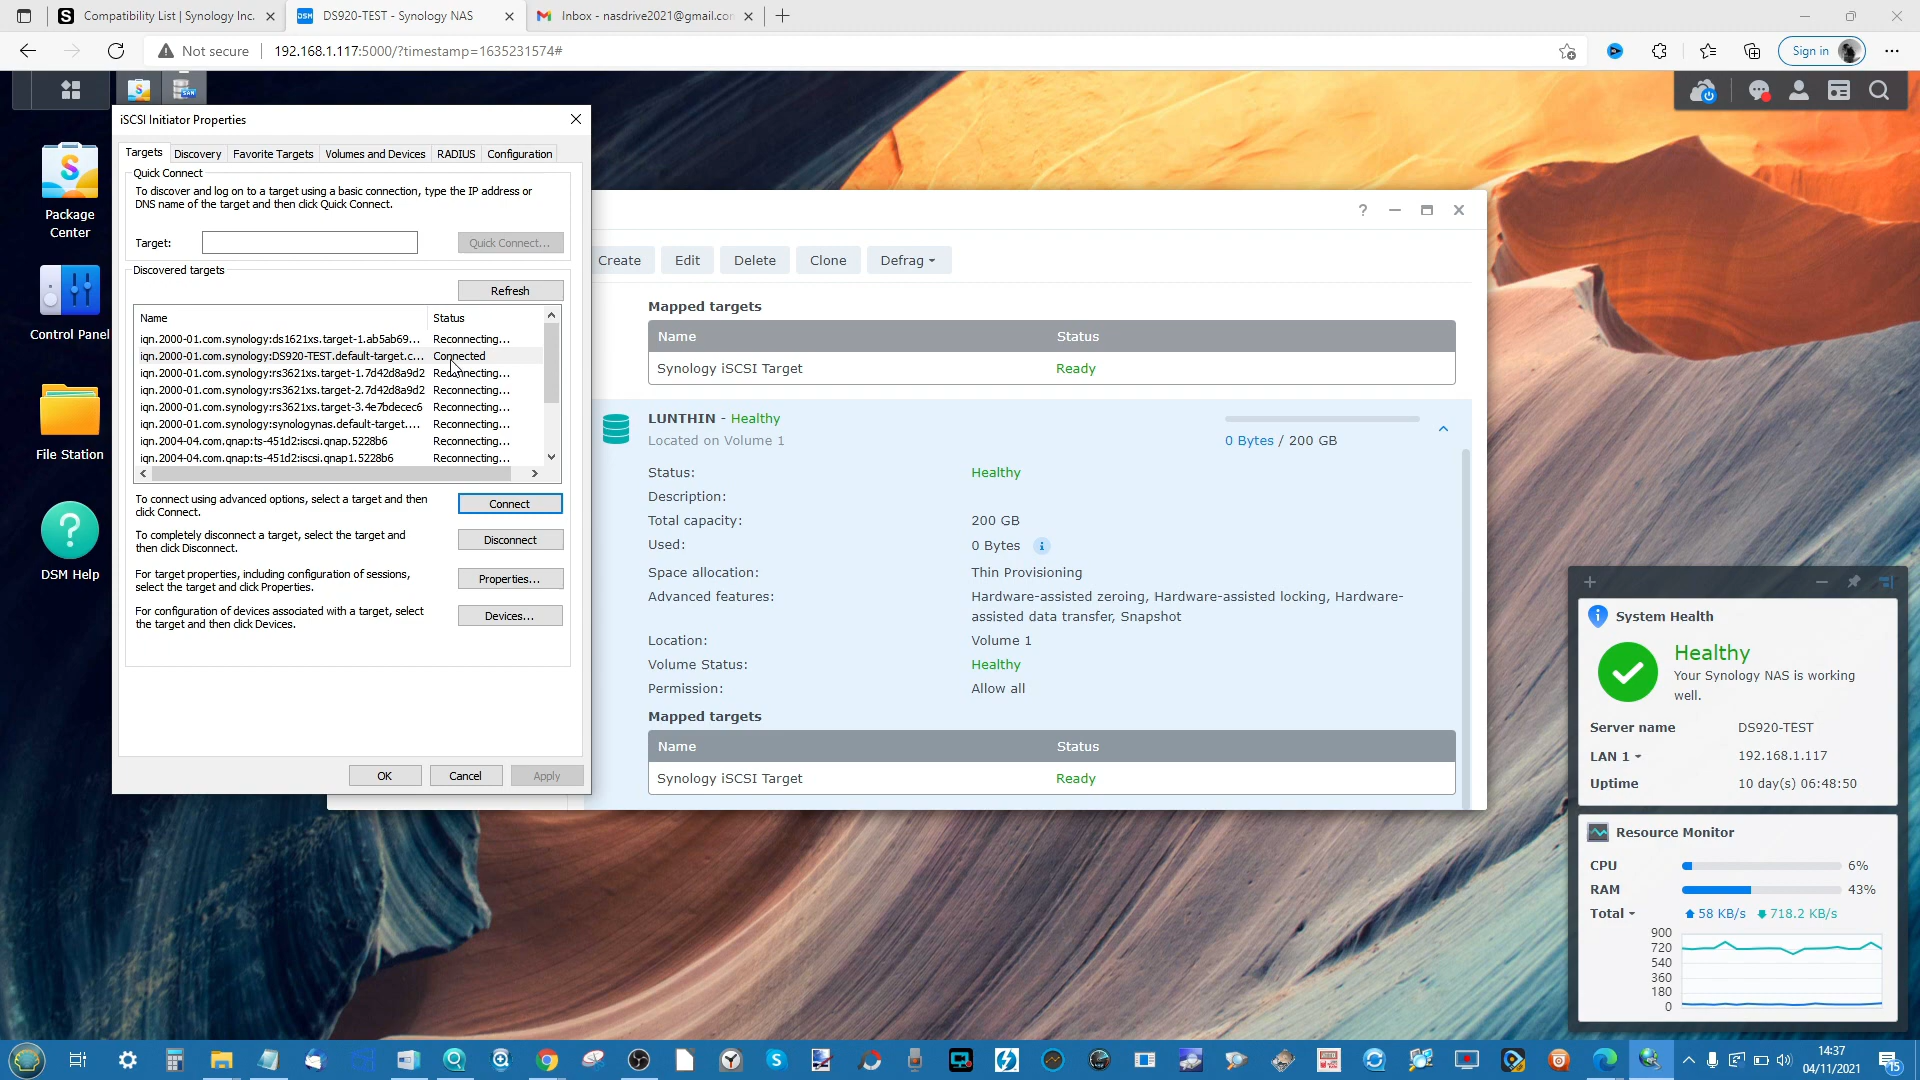 Compatibility List | Synology Inc.
DS920-TEST - Synology NAS
Inbox - nasdrive2021@gmail.con
Not secure
192.168.1.117:5000/?timestamp=1635231574#
Sign in
Package
Center
Control Panel
File Station
DSM Help
iSCSI Initiator Properties
Targets
Discovery
Favorite Targets
Volumes and Devices
RADIUS
Configuration
Quick Connect
To discover and log on to a target using a basic connection, type the IP address or
DNS name of the target and then click Quick Connect.
Target:
Quick Connect...
Discovered targets
Refresh
Name
Status
iqn.2000-01.com.synology:ds1621xs.target-1.ab5ab69...
Reconnecting...
iqn.2000-01.com.synology:DS920-TEST.default-target.c...
Connected
iqn.2000-01.com.synology:rs3621xs.target-1.7d42d8a9d2
Reconnecting...
iqn.2000-01.com.synology:rs3621xs.target-2.7d42d8a9d2
Reconnecting...
iqn.2000-01.com.synology:rs3621xs.target-3.4e7bdecec6
Reconnecting...
iqn.2000-01.com.synology:synologynas.default-target....
Reconnecting...
iqn.2004-04.com.qnap:ts-451d2:iscsi.qnap.5228b6
Reconnecting...
iqn.2004-04.com.qnap:ts-451d2:iscsi.qnap1.5228b6
Reconnecting...
To connect using advanced options, select a target and then
click Connect.
Connect
To completely disconnect a target, select the target and
then click Disconnect.
Disconnect
For target properties, including configuration of sessions,
select the target and click Properties.
Properties...
For configuration of devices associated with a target, select
the target and then click Devices.
Devices...
OK
Cancel
Apply
Create
Edit
Delete
Clone
Defrag
Mapped targets
Name
Status
Synology iSCSI Target
Ready
LUNTHIN - Healthy
Located on Volume 1
0 Bytes / 200 GB
Status:
Healthy
Description:
Total capacity:
200 GB
Used:
0 Bytes
Space allocation:
Thin Provisioning
Advanced features:
Hardware-assisted zeroing, Hardware-assisted locking, Hardware-
assisted data transfer, Snapshot
Location:
Volume 1
Volume Status:
Healthy
Permission:
Allow all
Mapped targets
Name
Status
Synology iSCSI Target
Ready
System Health
Healthy
Your Synology NAS is working
well.
Server name
DS920-TEST
LAN 1
192.168.1.117
Uptime
10 day(s) 06:48:50
Resource Monitor
CPU
6%
RAM
43%
Total
58 KB/s
718.2 KB/s
900
720
540
360
180
0
14:37
04/11/2021
15